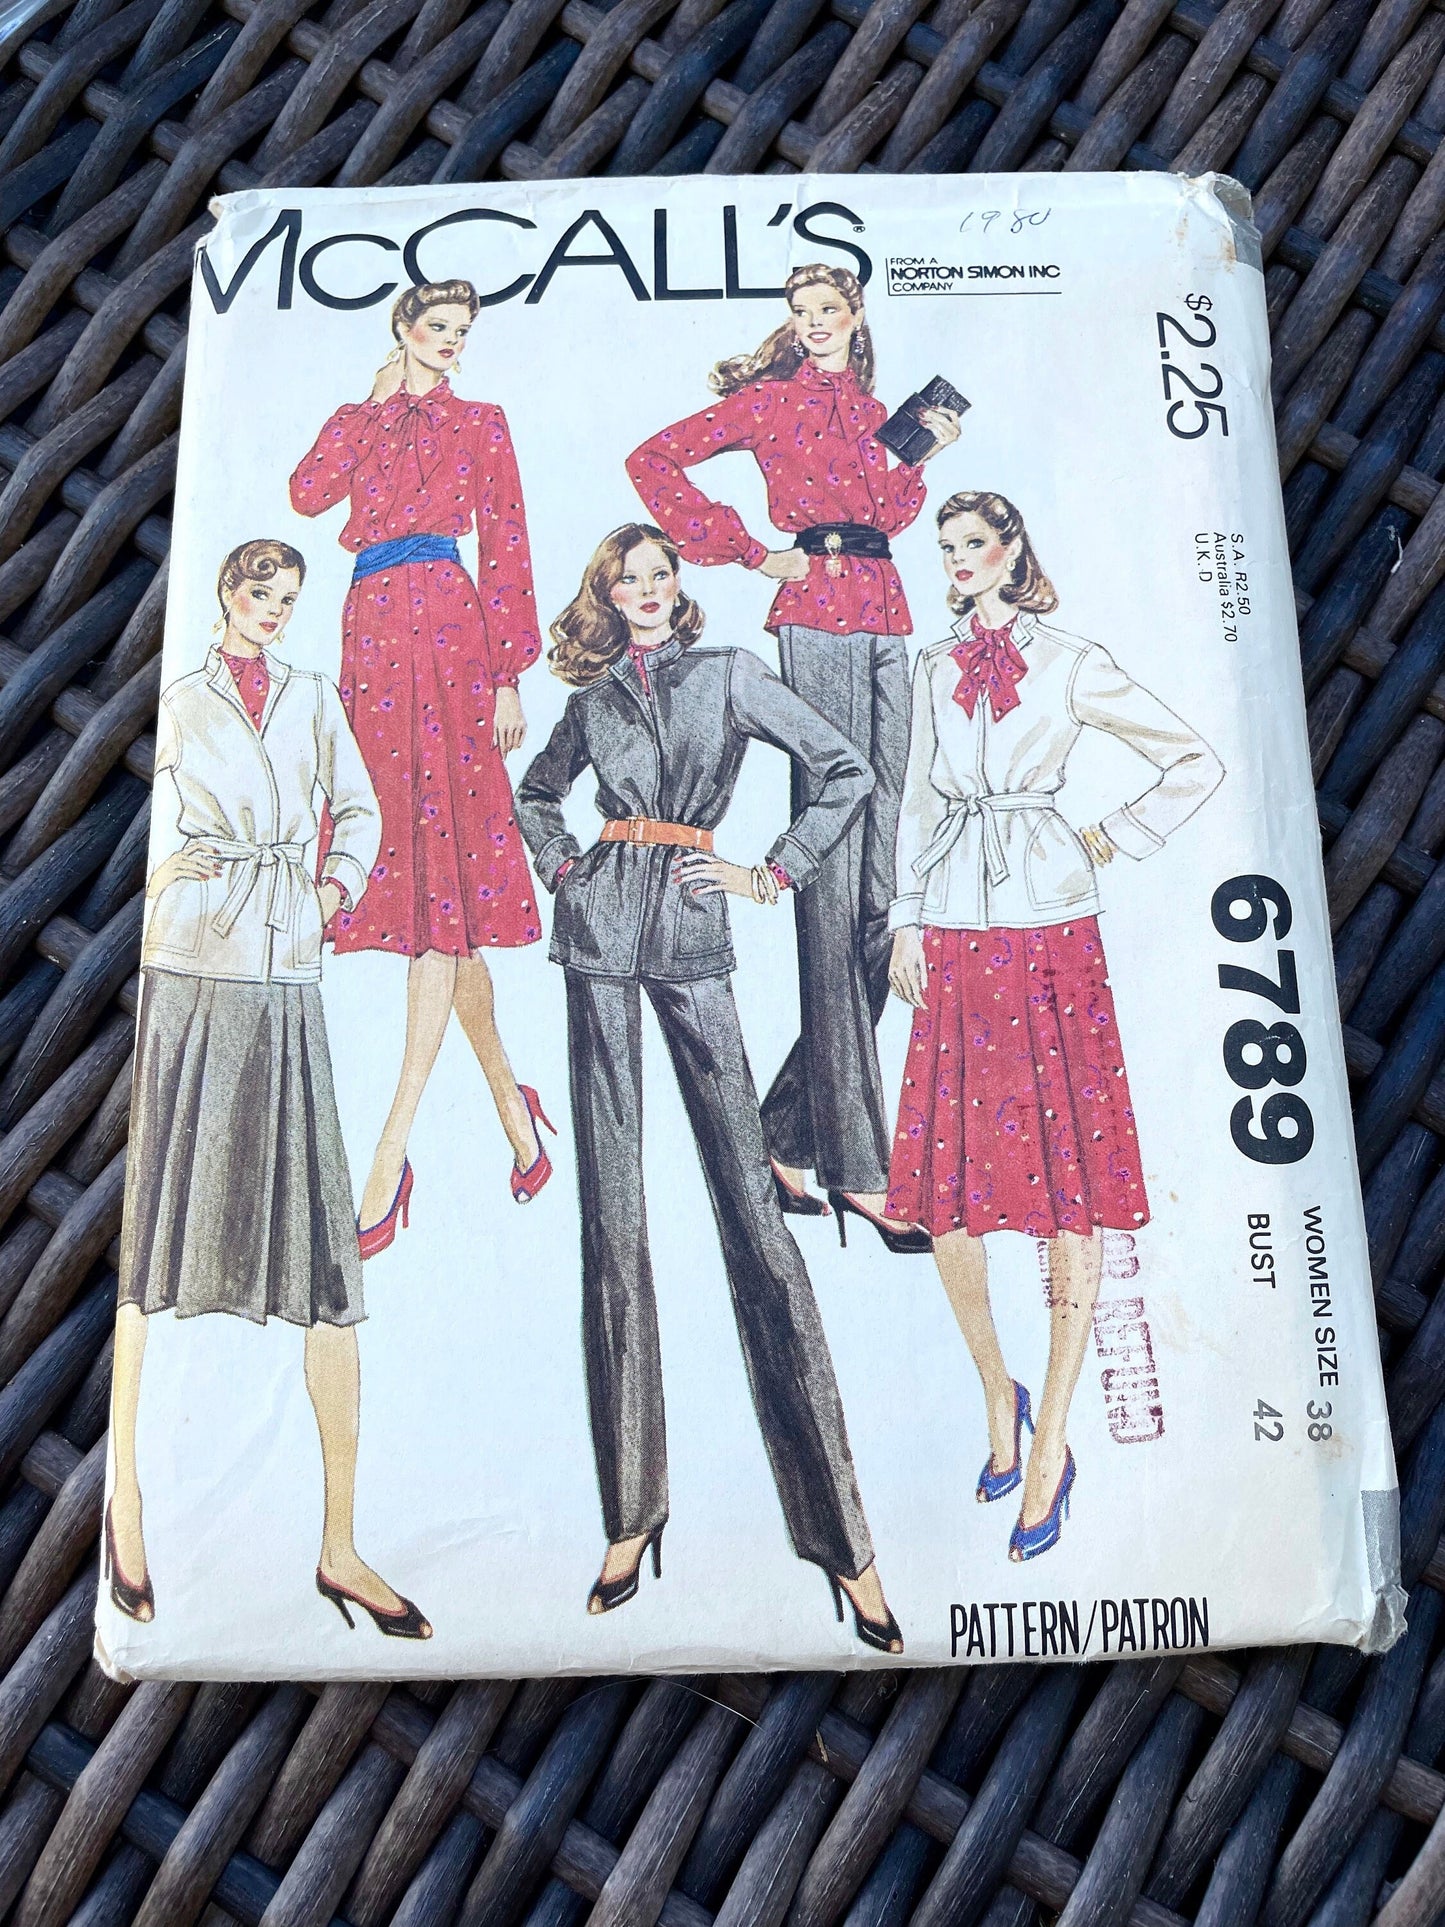 McCALL'S®
1980
FROM A
NORTON SIMON INC
COMPANY
$2.25
S.A. R2.50
Australia $2.70
U.K. D
6789
WOMEN SIZE 38
BUST 42
REFUND
PATTERN/PATRON